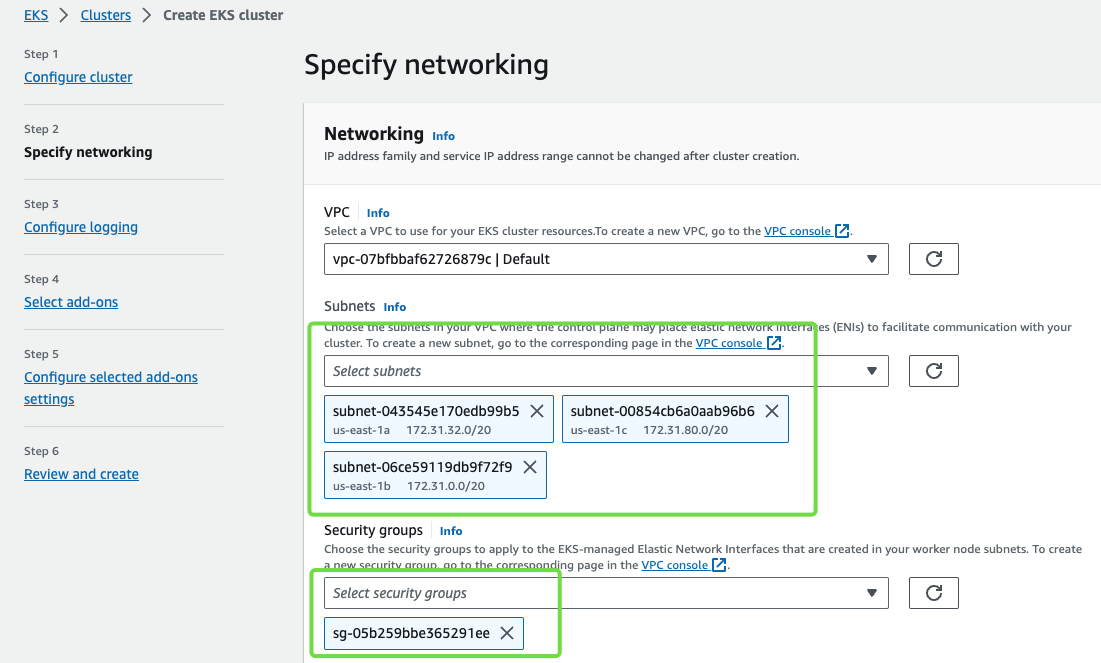 EKS > Clusters > Create EKS cluster
Step 1
Configure cluster
Step 2
Specify networking
Step 3
Configure logging
Step 4
Select add-ons
Step 5
Configure selected add-ons
settings
Step 6
Review and create
Specify networking
Networking Info
IP address family and service IP address range cannot be changed after cluster creation.
VPC Info
Select a VPC to use for your EKS cluster resources.To create a new VPC, go to the VPC console.
vpc-07bfbbaf62726879c | Default
Subnets Info
Choose the subnets in your VPC where the control plane may place elastic network interfaces (ENIs) to facilitate communication with your
cluster. To create a new subnet, go to the corresponding page in the VPC console.
Select subnets
subnet-043545e170edb99b5 subnet-00854cb6a0aab96b6
us-east-1a 172.31.32.0/20 us-east-1c 172.31.80.0/20
subnet-06ce59119db9f72f9
us-east-1b 172.31.0.0/20
Security groups Info
Choose the security groups to apply to the EKS-managed Elastic Network Interfaces that are created in your worker node subnets. To create
a new security group, go to the corresponding page in the VPC console.
Select security groups
sg-05b259bbe365291ee